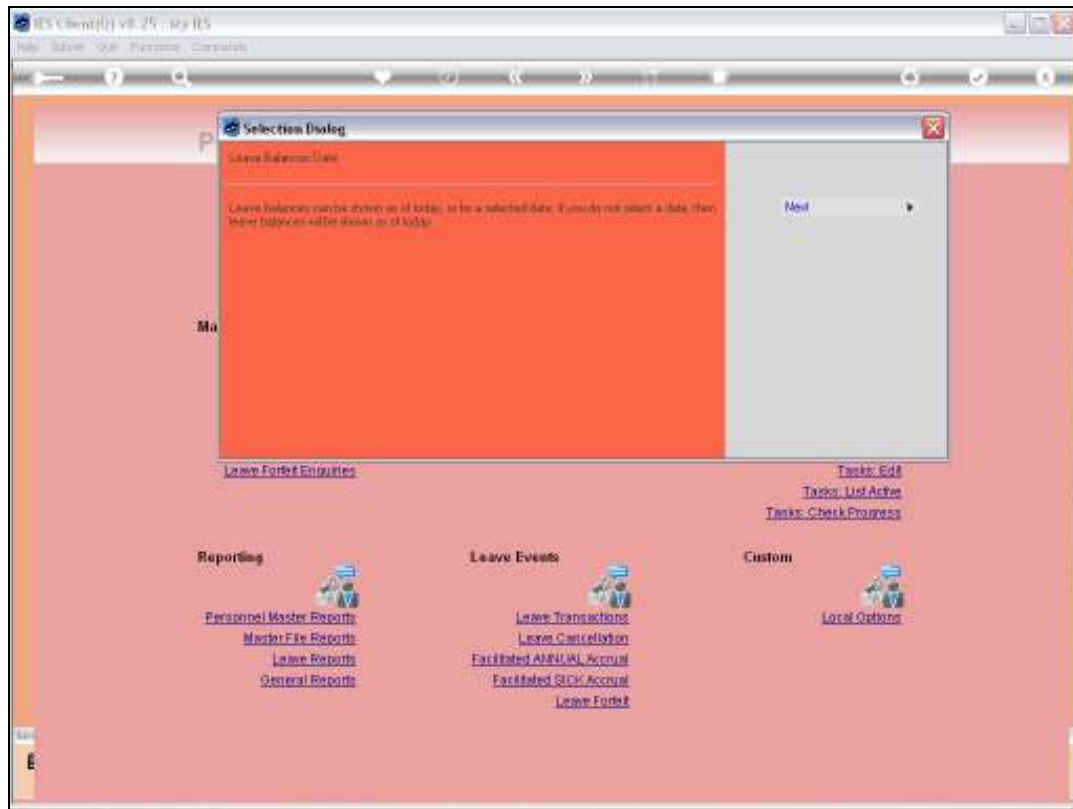 IES Client(0) v8.25 : sty IES
Help Submit Quit Functions Commands
Selection Dialog
P
Leave Balances Date
Leave balances can be shown as of today, or for a selected date. If you do not select a date, then
leave balances will be shown as of today
Next
Ma
Leave Forfeit Enquiries
Tasks: Edit
Tasks: List Active
Tasks: Check Progress
Reporting
Leave Events
Custom
Personnel Master Reports
Leave Transactions
Local Options
Master File Reports
Leave Cancellation
Leave Reports
Facilitated ANNUAL Accrual
General Reports
Facilitated SICK Accrual
Leave Forfeit